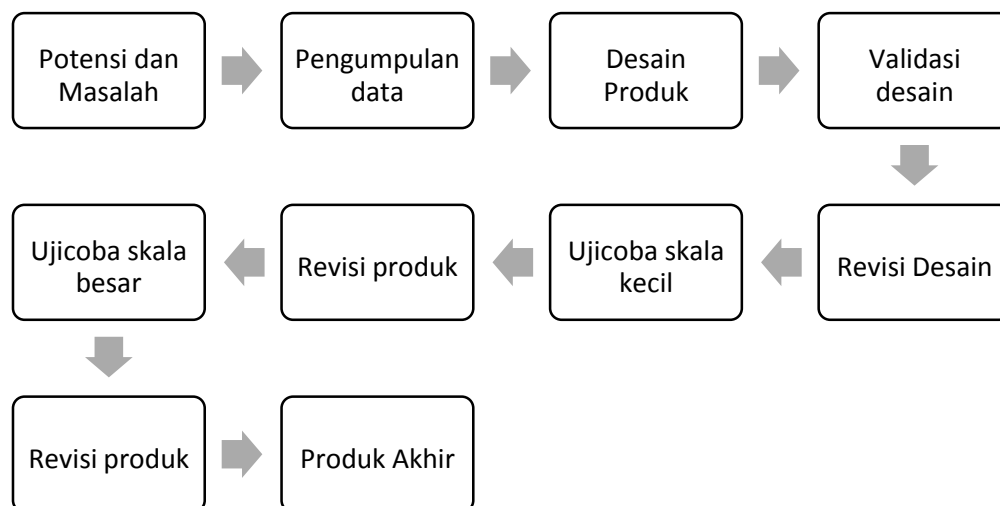 Potensi dan
Masalah
Pengumpulan
data
Desain
Produk
Validasi
desain
Revisi Desain
Ujicoba skala
kecil
Revisi produk
Ujicoba skala
besar
Revisi produk
Produk Akhir